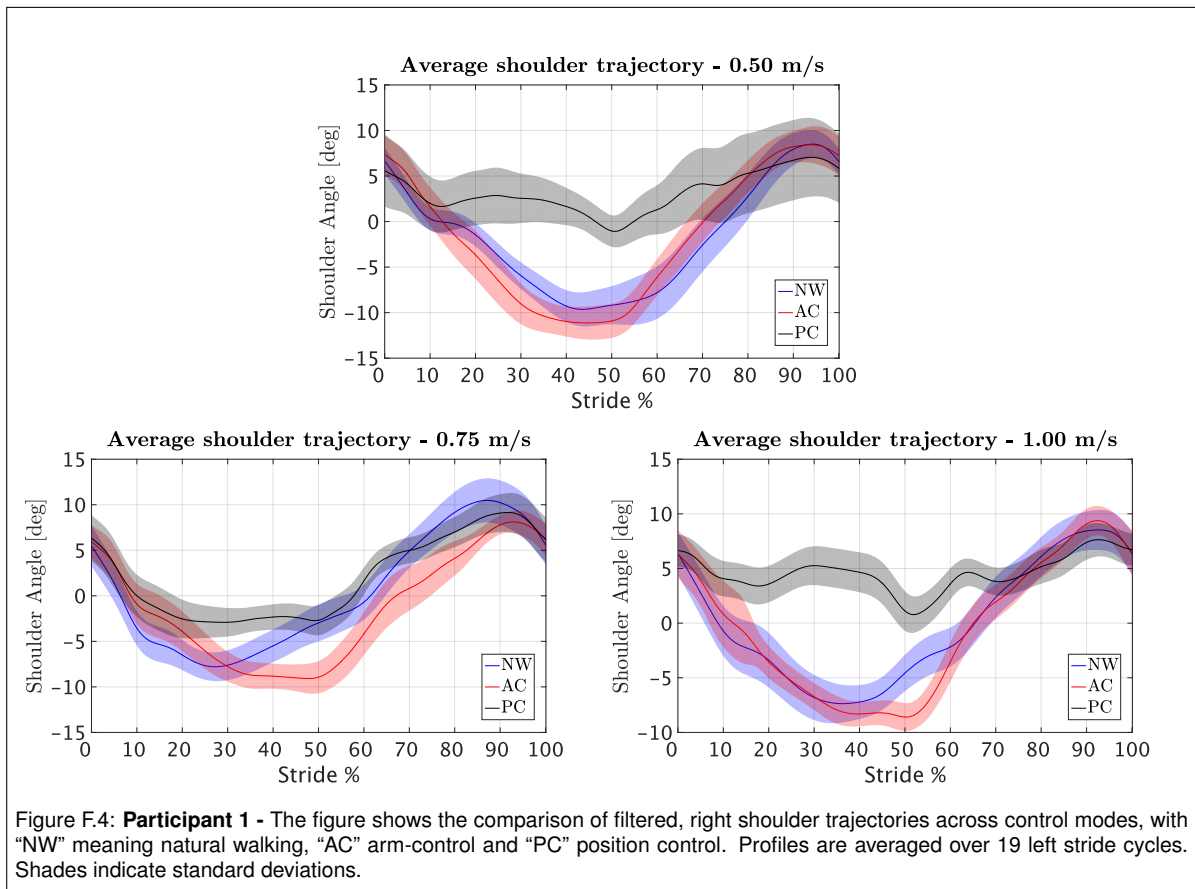 Average shoulder trajectory - 0.50 m/s
Shoulder Angle [deg]
15
10
5
0
-5
-10
-15
NW
AC
PC
0 10 20 30 40 50 60 70 80 90 100
Stride %
Average shoulder trajectory - 0.75 m/s
Shoulder Angle [deg]
15
10
5
0
-5
-10
-15
NW
AC
PC
0 10 20 30 40 50 60 70 80 90 100
Stride %
Average shoulder trajectory - 1.00 m/s
Shoulder Angle [deg]
15
10
5
0
-5
-10
NW
AC
PC
0 10 20 30 40 50 60 70 80 90 100
Stride %
Figure F.4: Participant 1 - The figure shows the comparison of filtered, right shoulder trajectories across control modes, with
“NW” meaning natural walking, “AC” arm-control and “PC” position control. Profiles are averaged over 19 left stride cycles.
Shades indicate standard deviations.